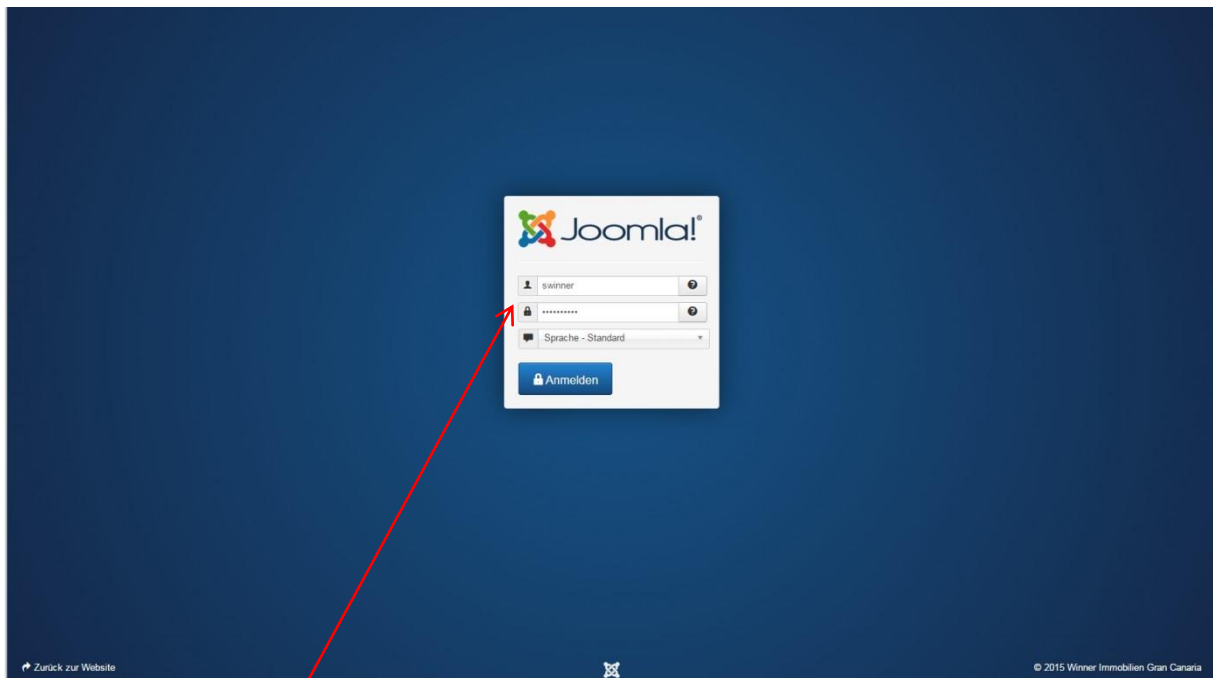 Joomla!®
swinner
••••••••••
Sprache - Standard
Anmelden
Zurück zur Website
© 2015 Winner Immobilien Gran Canaria